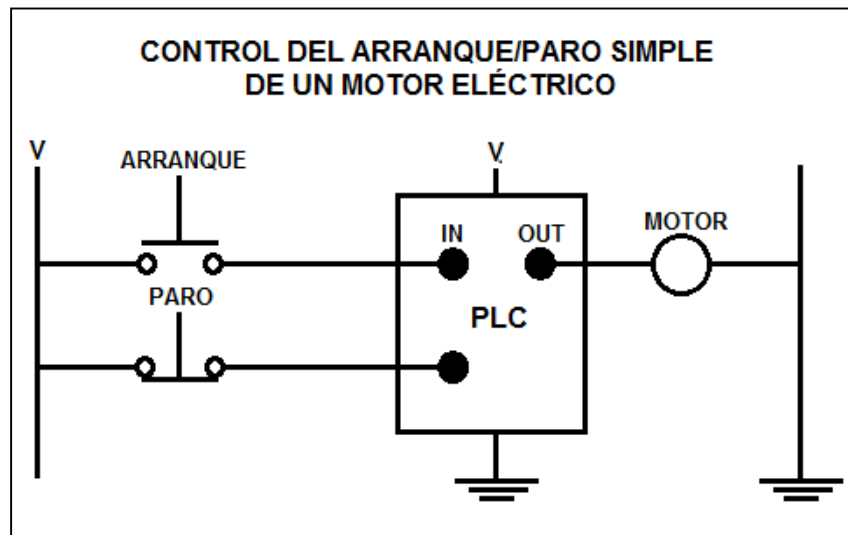 CONTROL DEL ARRANQUE/PARO SIMPLE
DE UN MOTOR ELÉCTRICO
V
ARRANQUE
V
IN
OUT
MOTOR
PARO
PLC